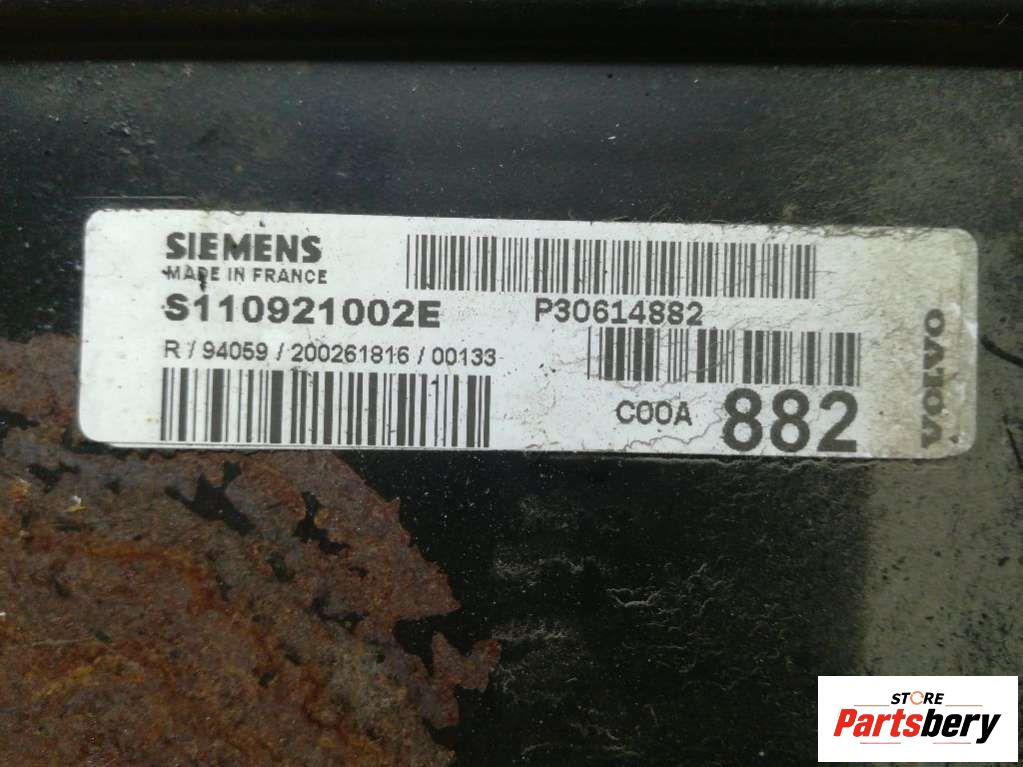 SIEMENS
MADE IN FRANCE
S110921002E
P30614882
R / 94059 / 200261816 / 00133
C00A 882
VOLVO
STORE
Partsbery